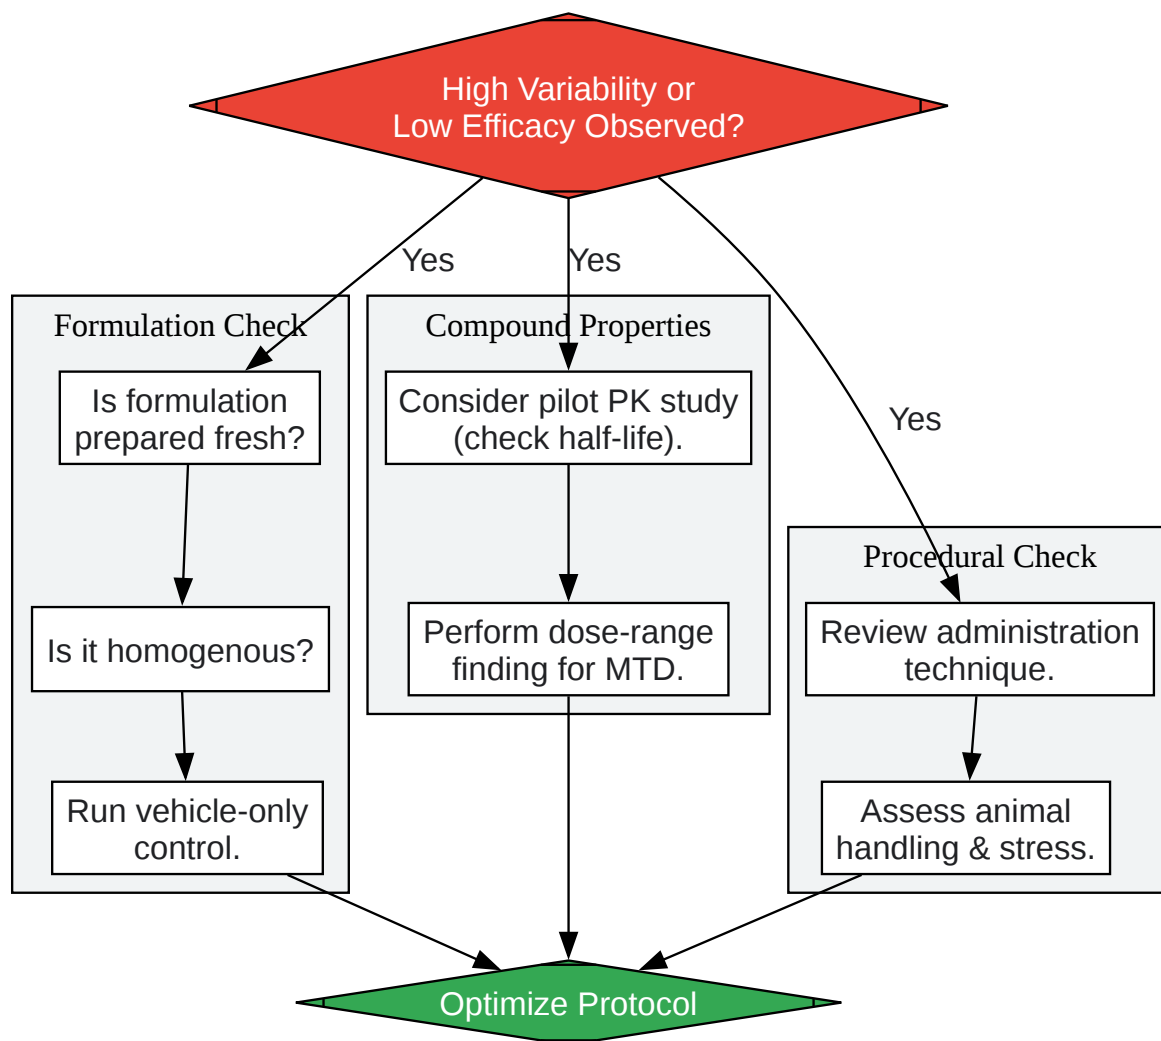 High Variability or
Low Efficacy Observed?
Yes
Yes
Yes
Formulation Check
Is formulation
prepared fresh?
Is it homogenous?
Run vehicle-only
control.
Compound Properties
Consider pilot PK study
(check half-life).
Perform dose-range
finding for MTD.
Procedural Check
Review administration
technique.
Assess animal
handling & stress.
Optimize Protocol